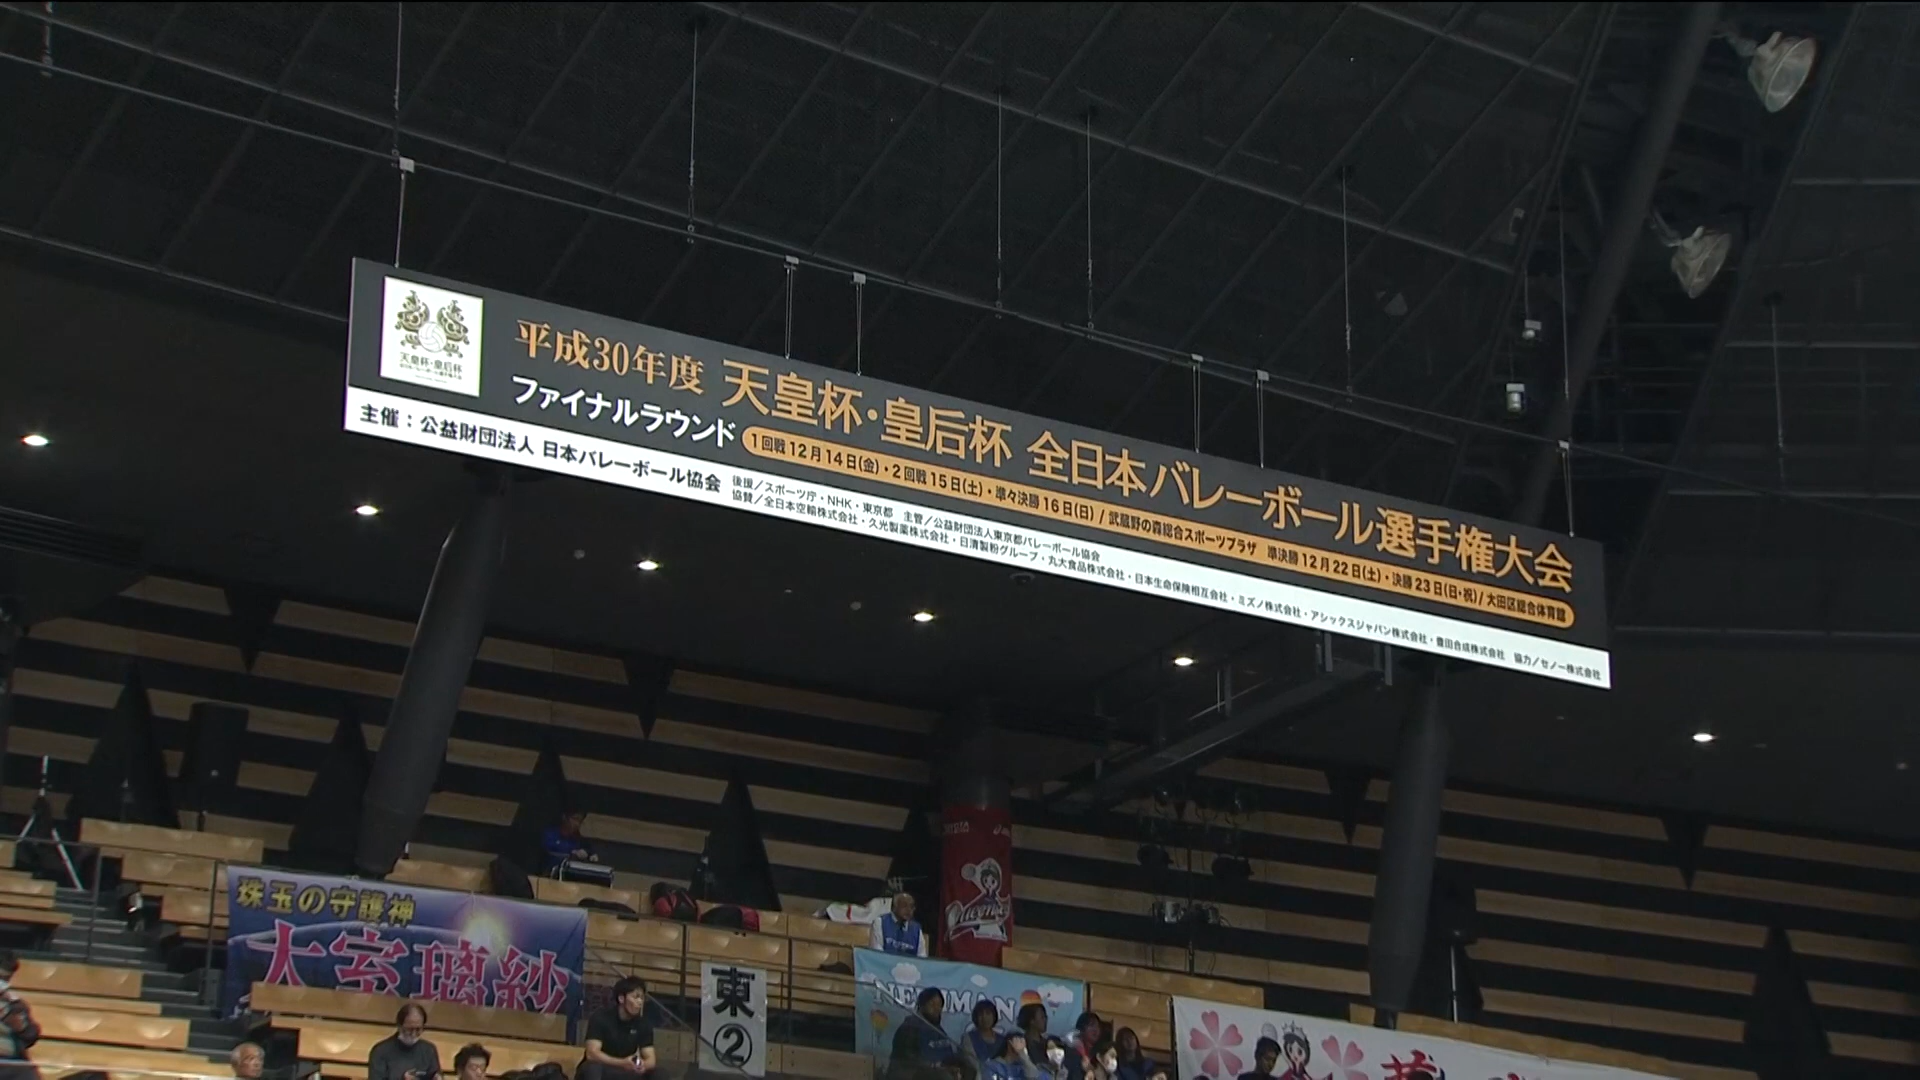 平成30年度 天皇杯・皇后杯 全日本バレーボール選手権大会
ファイナルラウンド
1回戦12月14日(金)・2回戦15日(土)・準々決勝16日(日) / 武蔵野の森総合スポーツプラザ 準決勝12月22日(土)・決勝23日(日・祝) / 大田区総合体育館
天皇杯・皇后杯
主催：公益財団法人 日本バレーボール協会
後援／スポーツ庁・NHK・東京都 主管／公益財団法人東京都バレーボール協会
協賛／全日本空輸株式会社・久光製薬株式会社・日清製粉グループ・丸大食品株式会社・日本生命保険相互会社・ミズノ株式会社・アシックスジャパン株式会社・豊田合成株式会社 協力／セノー株式会社
珠玉の守護神
大室璃紗
Queenseis
東
②